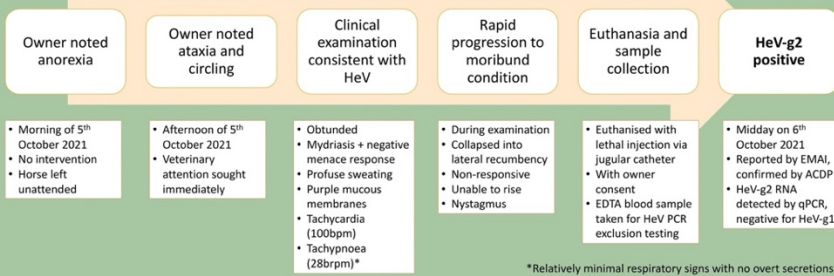 Owner noted
anorexia
Owner noted
ataxia and
circling
Clinical
examination
consistent with
HeV
Rapid
progression to
moribund
condition
Euthanasia and
sample
collection
HeV-g2
positive
• Morning of 5th
October 2021
• No intervention
• Horse left
unattended
• Afternoon of 5th
October 2021
• Veterinary
attention sought
immediately
• Obtunded
• Mydriasis + negative
menace response
• Profuse sweating
• Purple mucous
membranes
• Tachycardia
(100bpm)
• Tachypnoea
(28brpm)*
• During examination
• Collapsed into
lateral recumbency
• Non-responsive
• Unable to rise
• Nystagmus
• Euthanised with
lethal injection via
jugular catheter
• With owner
consent
• EDTA blood sample
taken for HeV PCR
exclusion testing
• Midday on 6th
October 2021
• Reported by EMAI,
confirmed by ACDP
• HeV-g2 RNA
detected by qPCR,
negative for HeV-g1
*Relatively minimal respiratory signs with no overt secretions